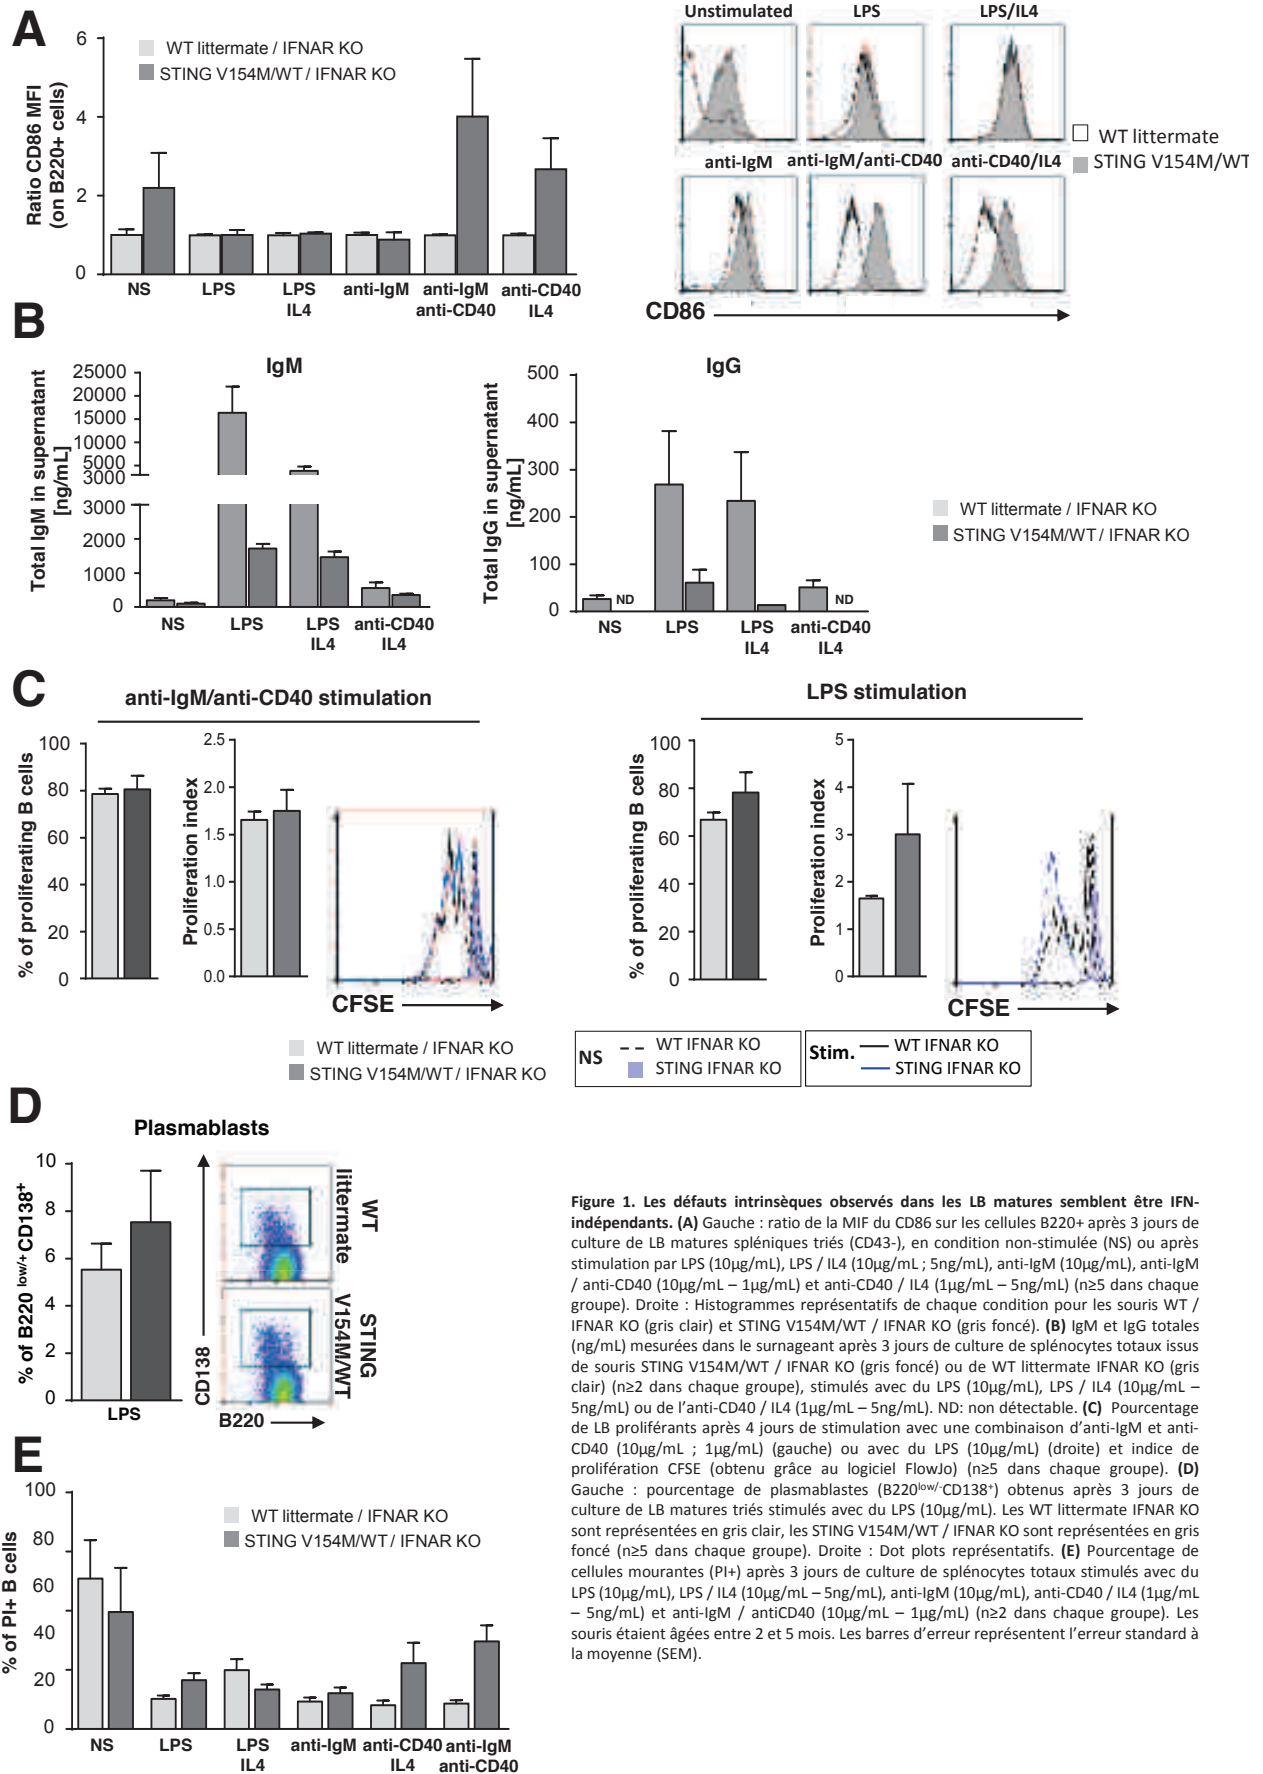 A
6
4
2
0
Ratio CD86 MFI
(on B220+ cells)
WT littermate / IFNAR KO
STING V154M/WT / IFNAR KO
NS
LPS
LPS
IL4
anti-IgM
anti-IgM
anti-CD40
anti-CD40
IL4
Unstimulated
LPS
LPS/IL4
anti-IgM
anti-IgM/anti-CD40
anti-CD40/IL4
WT littermate
STING V154M/WT
CD86
B
IgM
25000
20000
15000
10000
5000
3000
3000
2000
1000
0
Total IgM in supernatant
[ng/mL]
NS
LPS
LPS
IL4
anti-CD40
IL4
IgG
500
400
300
200
100
0
Total IgG in supernatant
[ng/mL]
ND
ND
NS
LPS
LPS
IL4
anti-CD40
IL4
WT littermate / IFNAR KO
STING V154M/WT / IFNAR KO
C
anti-IgM/anti-CD40 stimulation
100
80
60
40
20
0
% of proliferating B cells
2.5
2.0
1.5
1.0
0.5
0.0
Proliferation index
CFSE
LPS stimulation
100
80
60
40
20
0
% of proliferating B cells
5
4
3
2
1
0
Proliferation index
CFSE
WT littermate / IFNAR KO
STING V154M/WT / IFNAR KO
NS
WT IFNAR KO
STING IFNAR KO
Stim.
WT IFNAR KO
STING IFNAR KO
D
Plasmablasts
10
8
6
4
2
0
% of B220 low/+ CD138+
LPS
CD138
B220
WT
littermate
STING
V154M/WT
E
100
80
60
40
20
0
% of PI+ B cells
WT littermate / IFNAR KO
STING V154M/WT / IFNAR KO
NS
LPS
LPS
IL4
anti-IgM
anti-CD40
IL4
anti-IgM
anti-CD40
Figure 1. Les défauts intrinsèques observés dans les LB matures semblent être IFN-
indépendants. (A) Gauche : ratio de la MIF du CD86 sur les cellules B220+ après 3 jours de
culture de LB matures spléniques triés (CD43-), en condition non-stimulée (NS) ou après
stimulation par LPS (10µg/mL), LPS / IL4 (10µg/mL ; 5ng/mL), anti-IgM (10µg/mL), anti-IgM
/ anti-CD40 (10µg/mL – 1µg/mL) et anti-CD40 / IL4 (1µg/mL – 5ng/mL) (n≥5 dans chaque
groupe). Droite : Histogrammes représentatifs de chaque condition pour les souris WT /
IFNAR KO (gris clair) et STING V154M/WT / IFNAR KO (gris foncé). (B) IgM et IgG totales
(ng/mL) mesurées dans le surnageant après 3 jours de culture de splénocytes totaux issus
de souris STING V154M/WT / IFNAR KO (gris foncé) ou de WT littermate IFNAR KO (gris
clair) (n≥2 dans chaque groupe), stimulés avec du LPS (10µg/mL), LPS / IL4 (10µg/mL –
5ng/mL) ou de l'anti-CD40 / IL4 (1µg/mL – 5ng/mL). ND: non détectable. (C) Pourcentage
de LB proliférants après 4 jours de stimulation avec une combinaison d'anti-IgM et anti-
CD40 (10µg/mL ; 1µg/mL) (gauche) ou avec du LPS (10µg/mL) (droite) et indice de
prolifération CFSE (obtenu grâce au logiciel FlowJo) (n≥5 dans chaque groupe). (D)
Gauche : pourcentage de plasmablastes (B220low/-CD138+) obtenus après 3 jours de
culture de LB matures triés stimulés avec du LPS (10µg/mL). Les WT littermate IFNAR KO
sont représentées en gris clair, les STING V154M/WT / IFNAR KO sont représentées en gris
foncé (n≥5 dans chaque groupe). Droite : Dot plots représentatifs. (E) Pourcentage de
cellules mourantes (PI+) après 3 jours de culture de splénocytes totaux stimulés avec du
LPS (10µg/mL), LPS / IL4 (10µg/mL – 5ng/mL), anti-IgM (10µg/mL), anti-CD40 / IL4 (1µg/mL
– 5ng/mL) et anti-IgM / antiCD40 (10µg/mL – 1µg/mL) (n≥2 dans chaque groupe). Les
souris étaient âgées entre 2 et 5 mois. Les barres d'erreur représentent l'erreur standard à
la moyenne (SEM).